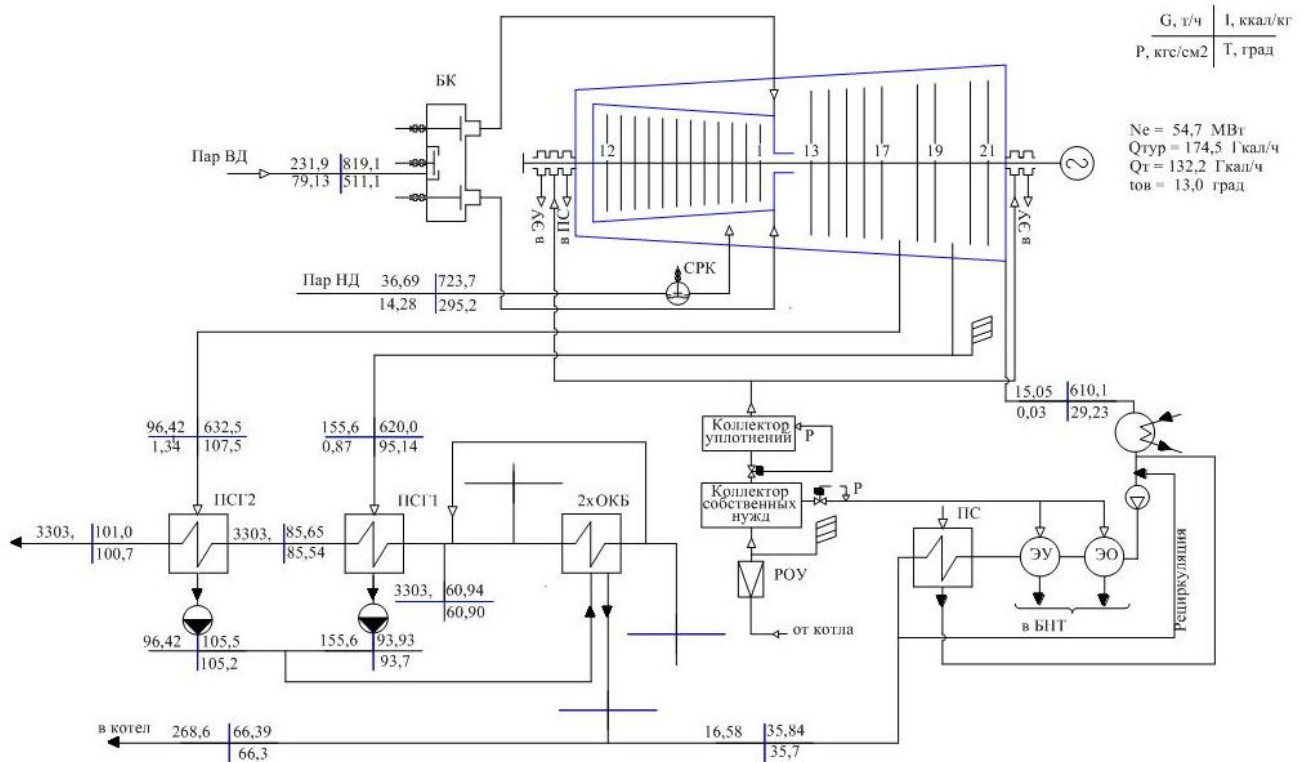 G, т/ч I, ккал/кг
P, кгс/см2 T, град
Ne = 54,7 МВт
Qтур = 174,5 Гкал/ч
Qт = 132,2 Гкал/ч
tов = 13,0 град
БК
Пар ВД
231,9 819,1
79,13 511,1
12 1 13 17 19 21
в ЭУ
в ПС
в ЭУ
Пар НД
36,69 723,7
14,28 295,2
СРК
96,42 632,5
1,34 107,5
155,6 620,0
0,87 95,14
15,05 610,1
0,03 29,23
Коллектор
уплотнений
P
Коллектор
собственных
нужд
P
ПСГ2
ПСГ1
2хОКБ
3303, 101,0
100,7
3303, 85,65
85,54
3303, 60,94
60,90
РОУ
от котла
ПС
ЭУ
ЭО
в БНТ
Рециркуляция
96,42 105,5
105,2
155,6 93,93
93,7
в котел
268,6 66,39
66,3
16,58 35,84
35,7